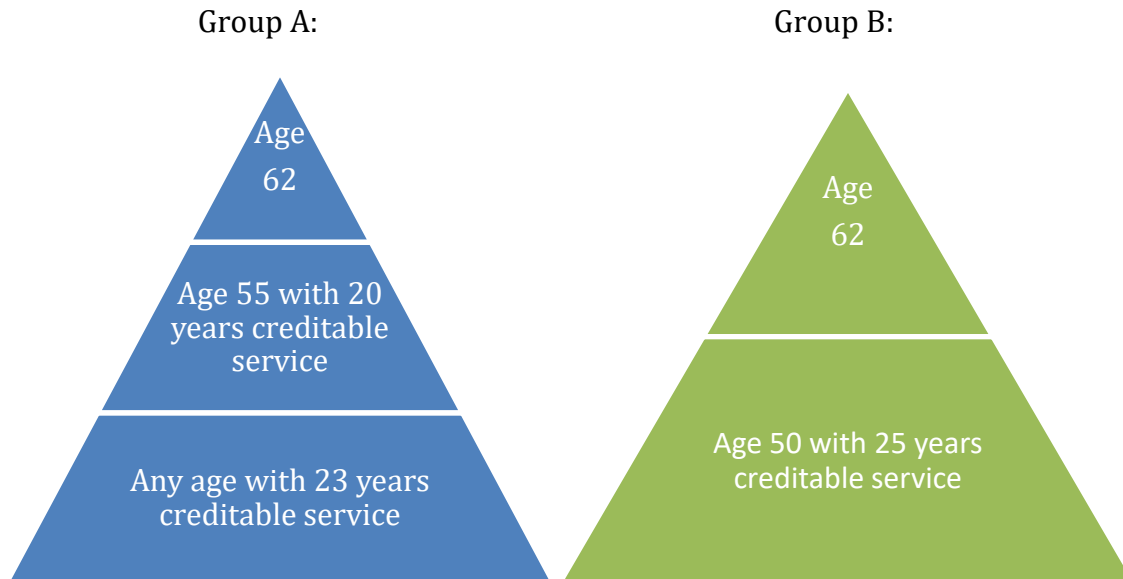 Group A:
Age
62
Age 55 with 20
years creditable
service
Any age with 23 years
creditable service
Group B:
Age
62
Age 50 with 25 years
creditable service